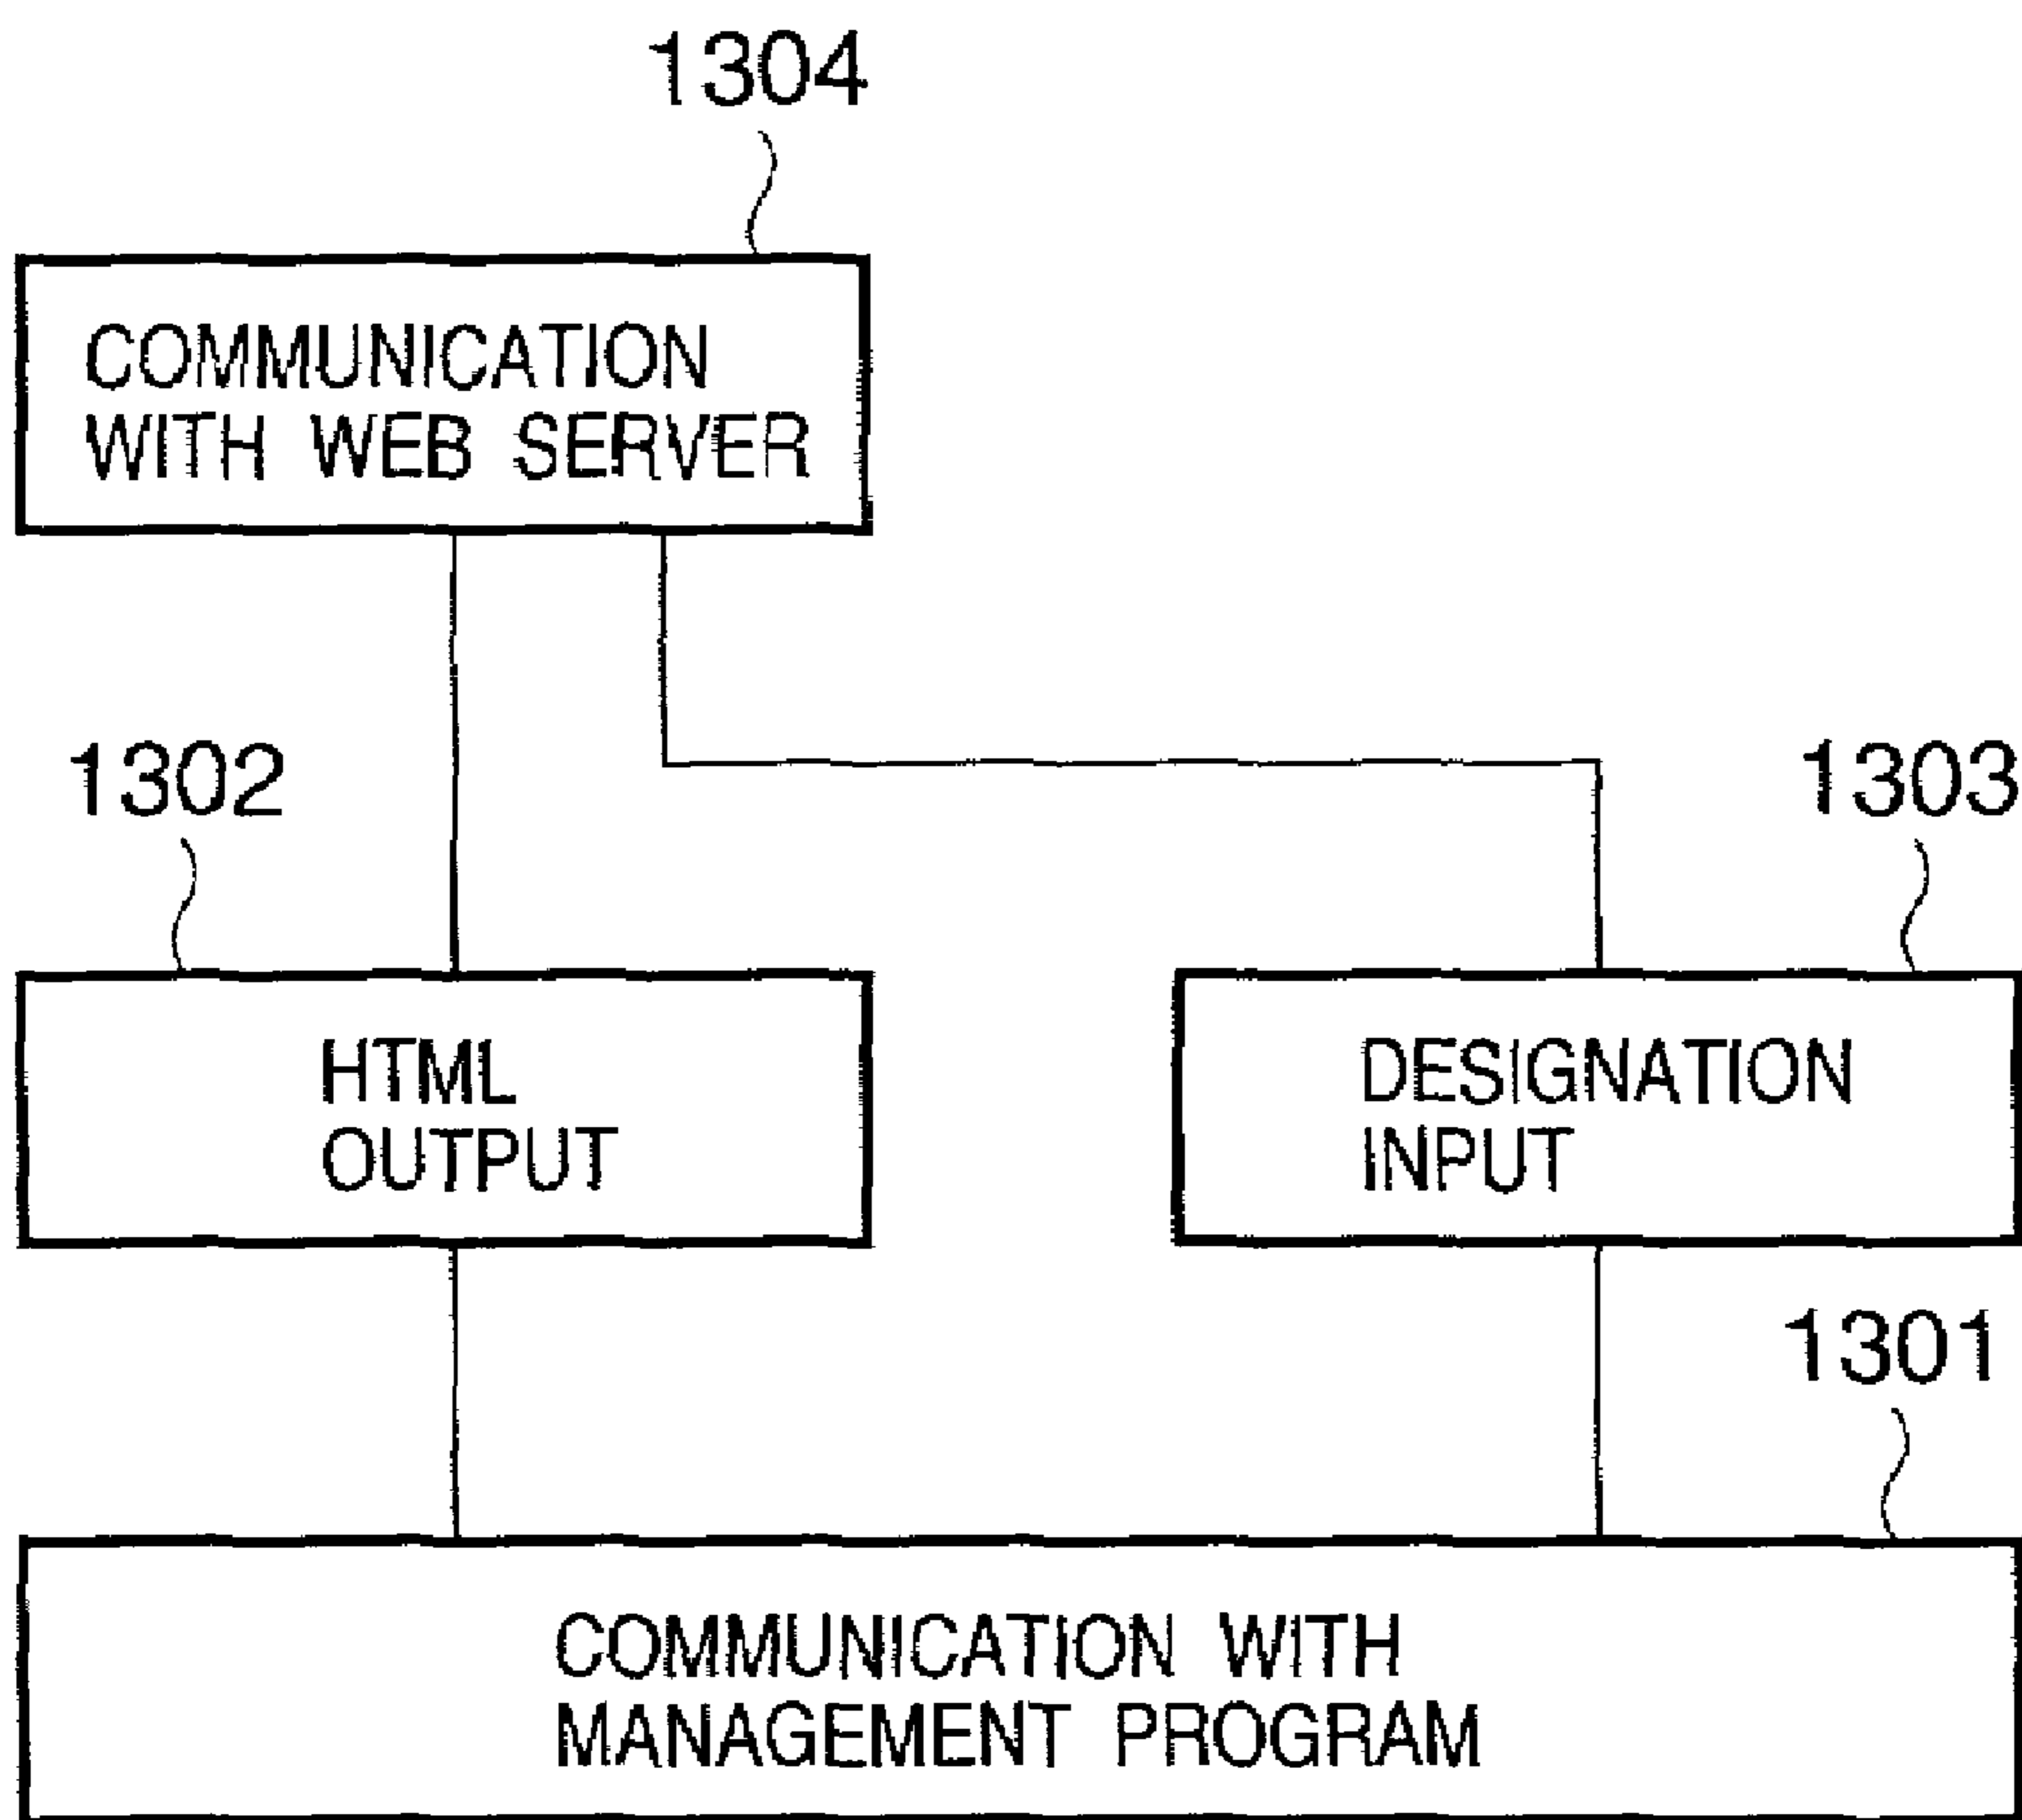 1304
COMMUNICATION
WITH WEB SERVER
1302
1303
HTML
OUTPUT
DESIGNATION
INPUT
1301
COMMUNICATION WITH
MANAGEMENT PROGRAM